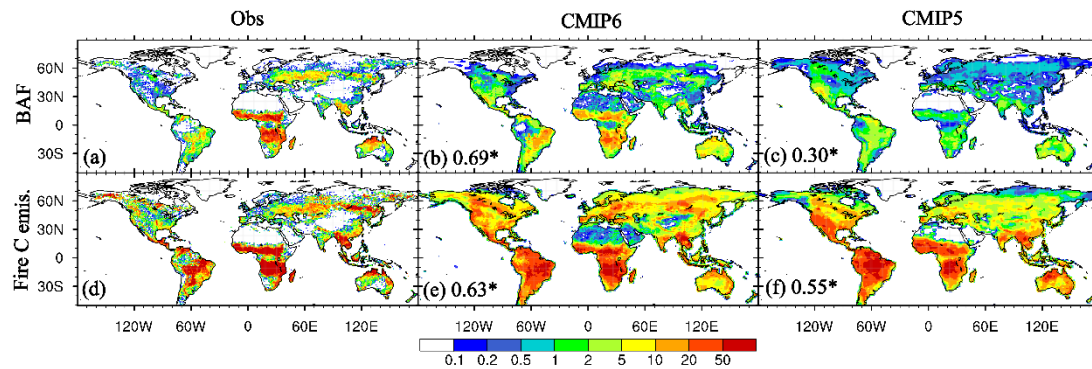 Obs CMIP6 CMIP5
BAF
60N
30N
0
30S
(a) (b) 0.69* (c) 0.30*
Fire C emis.
60N
30N
0
30S
(d) (e) 0.63* (f) 0.55*
120W 60W 0 60E 120E 120W 60W 0 60E 120E 120W 60W 0 60E 120E
0.1 0.2 0.5 1 2 5 10 20 50